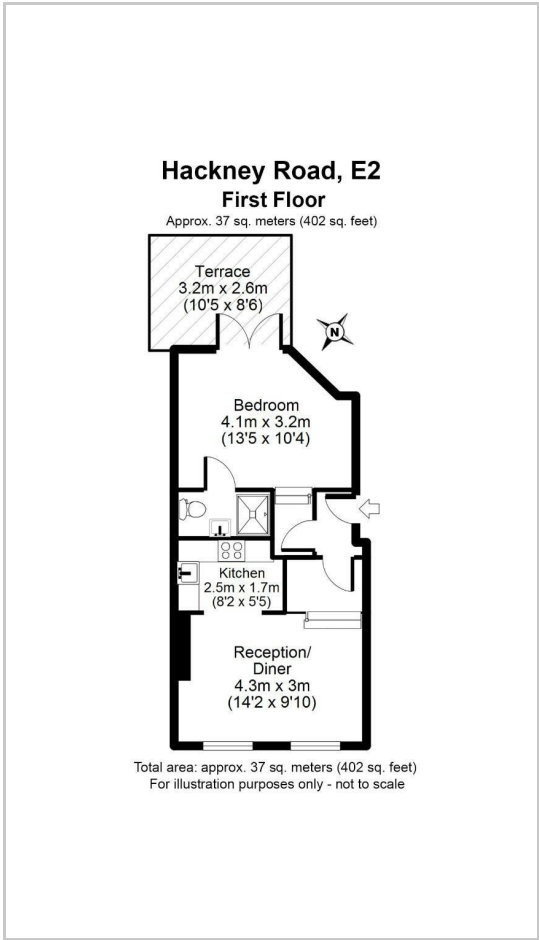 Hackney Road, E2
First Floor
Approx. 37 sq. meters (402 sq. feet)
Terrace
3.2m x 2.6m
(10'5 x 8'6)
N
Bedroom
4.1m x 3.2m
(13'5 x 10'4)
Kitchen
2.5m x 1.7m
(8'2 x 5'5)
Reception/
Diner
4.3m x 3m
(14'2 x 9'10)
Total area: approx. 37 sq. meters (402 sq. feet)
For illustration purposes only - not to scale